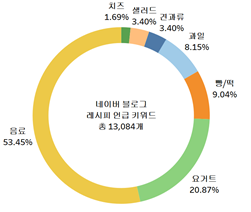 치즈
1.69%
샐러드
3.40%
견과류
3.40%
과일
8.15%
빵/떡
9.04%
요거트
20.87%
음료
53.45%
네이버 블로그
레시피 언급 키워드
총 13,084개